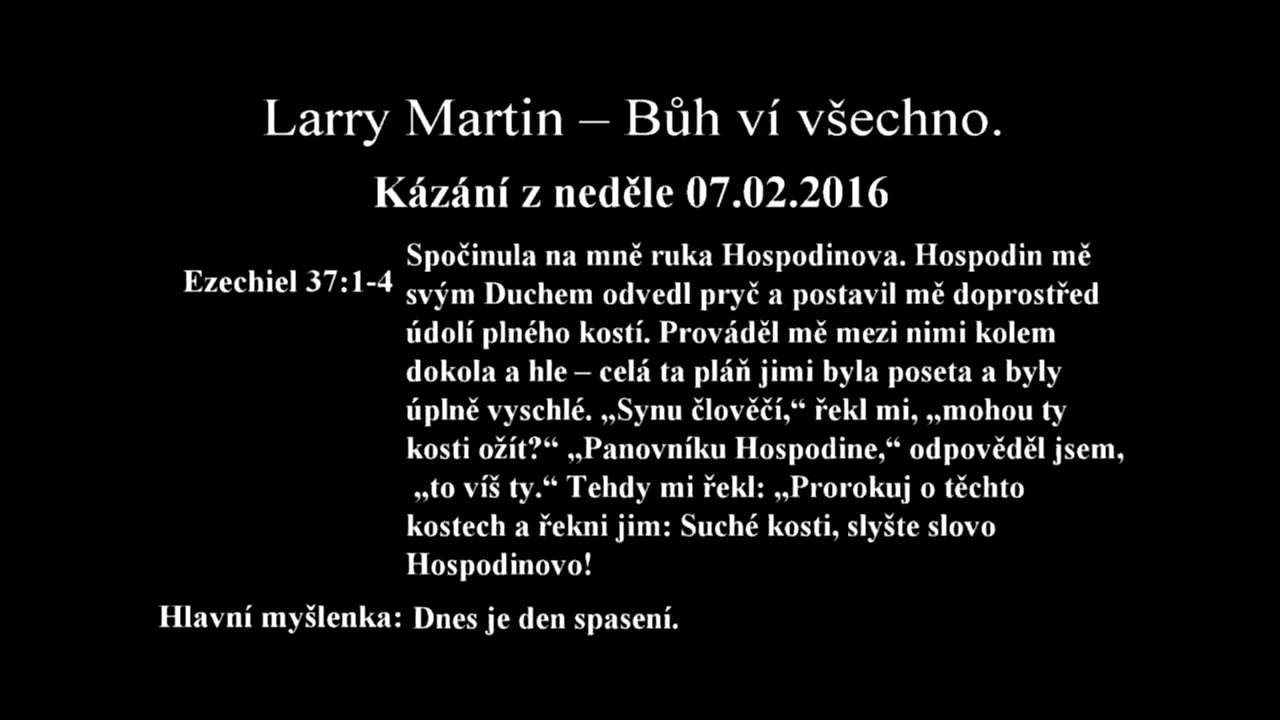 Larry Martin – Bůh ví všechno.
Kázání z neděle 07.02.2016
Ezechiel 37:1-4
Spočinula na mně ruka Hospodinova. Hospodin mě
svým Duchem odvedl pryč a postavil mě doprostřed
údolí plného kostí. Prováděl mě mezi nimi kolem
dokola a hle – celá ta pláň jimi byla poseta a byly
úplně vyschlé. „Synu člověčí,“ řekl mi, „mohou ty
kosti ožít?“ „Panovníku Hospodine,“ odpověděl jsem,
„to víš ty.“ Tehdy mi řekl: „Prorokuj o těchto
kostech a řekni jim: Suché kosti, slyšte slovo
Hospodinovo!
Hlavní myšlenka: Dnes je den spasení.